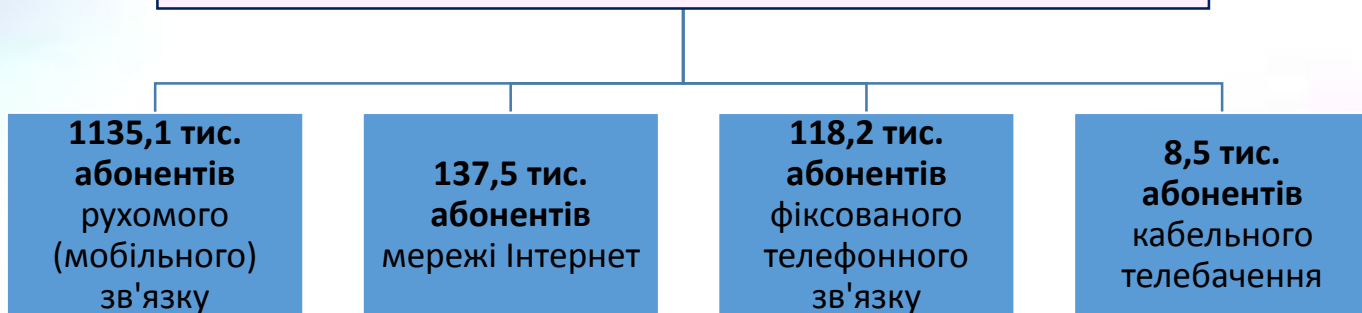 1135,1 тис.
абонентів
рухомого
(мобільного)
зв'язку
137,5 тис.
абонентів
мережі Інтернет
118,2 тис.
абонентів
фіксованого
телефонного
зв'язку
8,5 тис.
абонентів
кабельного
телебачення